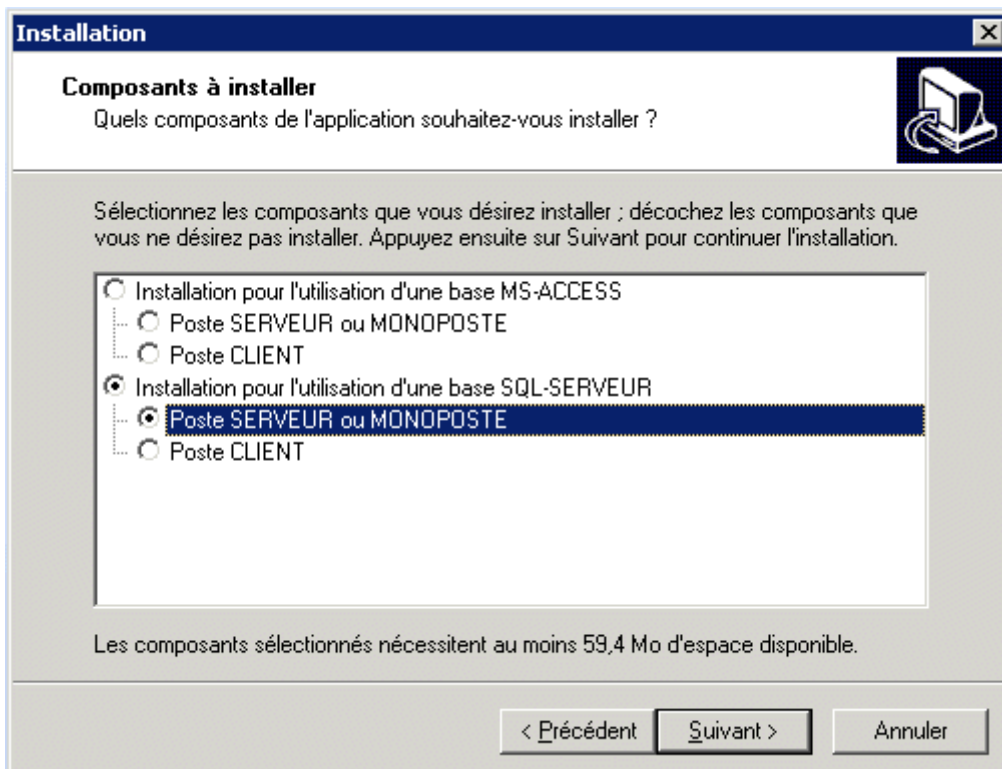 Installation
Composants à installer
Quels composants de l'application souhaitez-vous installer ?
Sélectionnez les composants que vous désirez installer ; décochez les composants que
vous ne désirez pas installer. Appuyez ensuite sur Suivant pour continuer l'installation.
Installation pour l'utilisation d'une base MS-ACCESS
Poste SERVEUR ou MONOPOSTE
Poste CLIENT
Installation pour l'utilisation d'une base SQL-SERVEUR
Poste SERVEUR ou MONOPOSTE
Poste CLIENT
Les composants sélectionnés nécessitent au moins 59,4 Mo d'espace disponible.
< Précédent Suivant > Annuler